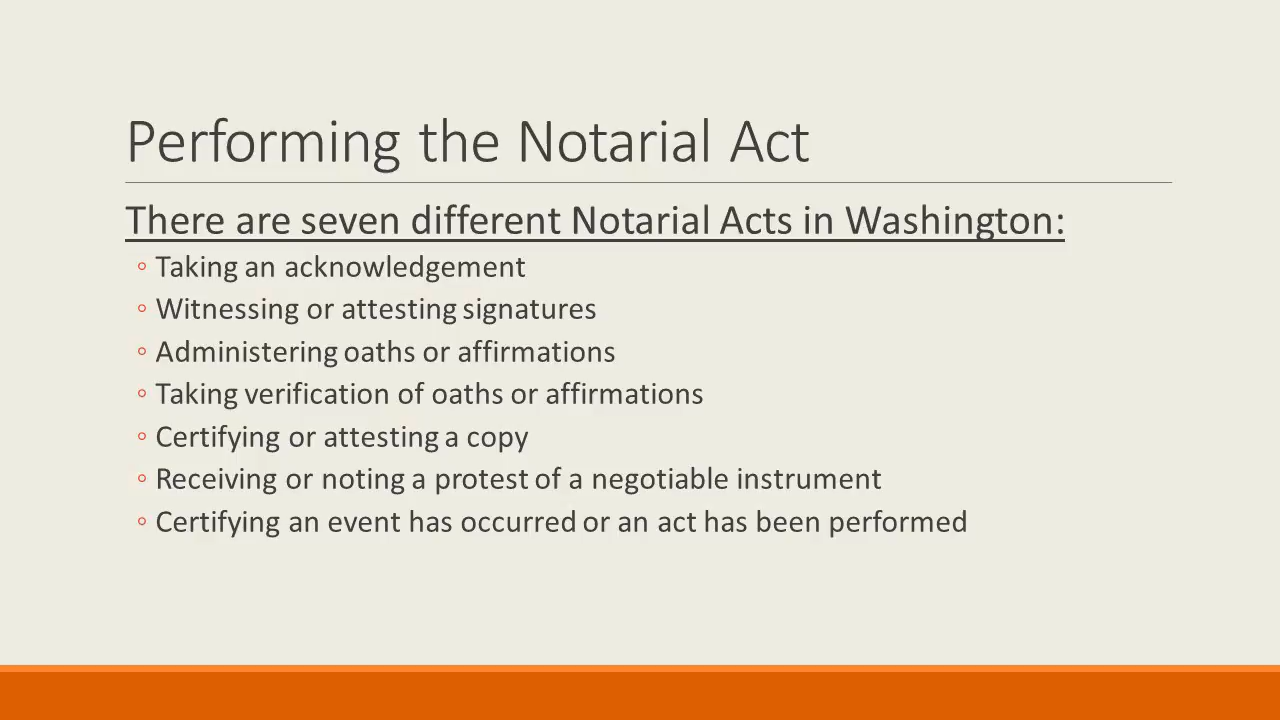 Performing the Notarial Act
There are seven different Notarial Acts in Washington:
◦ Taking an acknowledgement
◦ Witnessing or attesting signatures
◦ Administering oaths or affirmations
◦ Taking verification of oaths or affirmations
◦ Certifying or attesting a copy
◦ Receiving or noting a protest of a negotiable instrument
◦ Certifying an event has occurred or an act has been performed